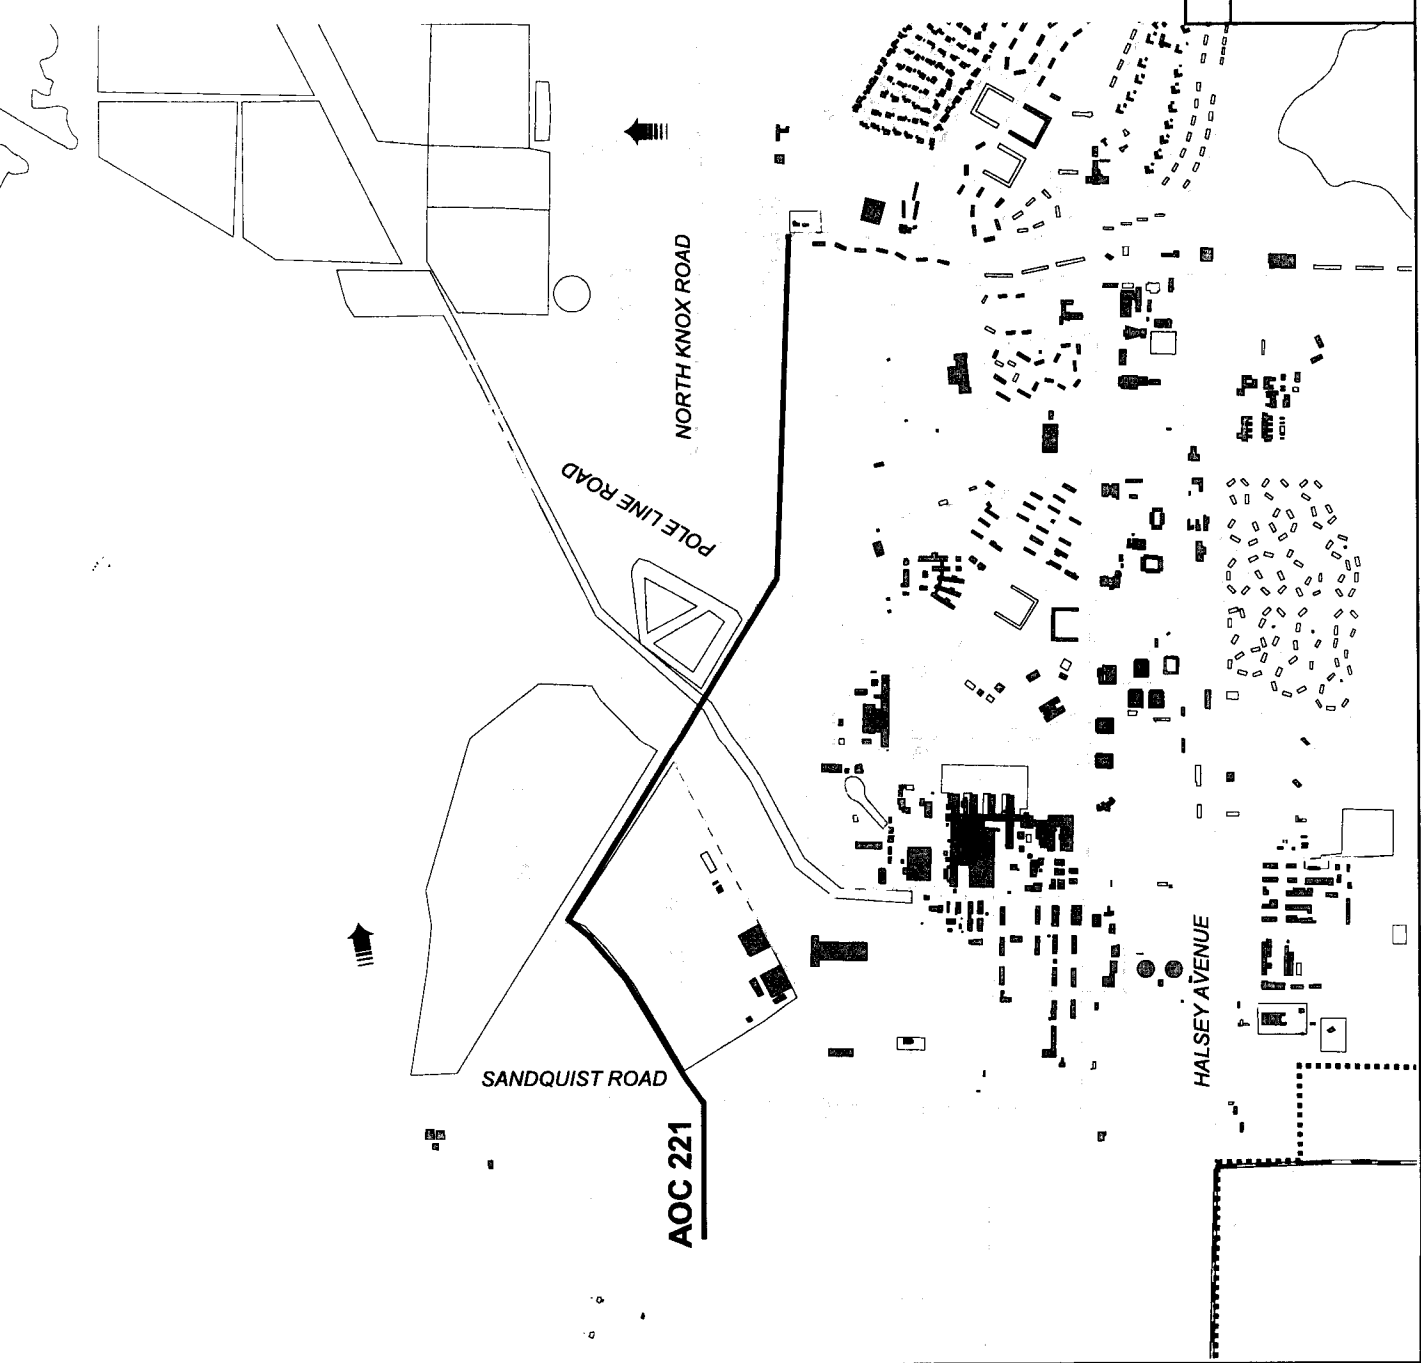 NORTH KNOX ROAD
POLE LINE ROAD
HALSEY AVENUE
SANDQUIST ROAD
AOC 221